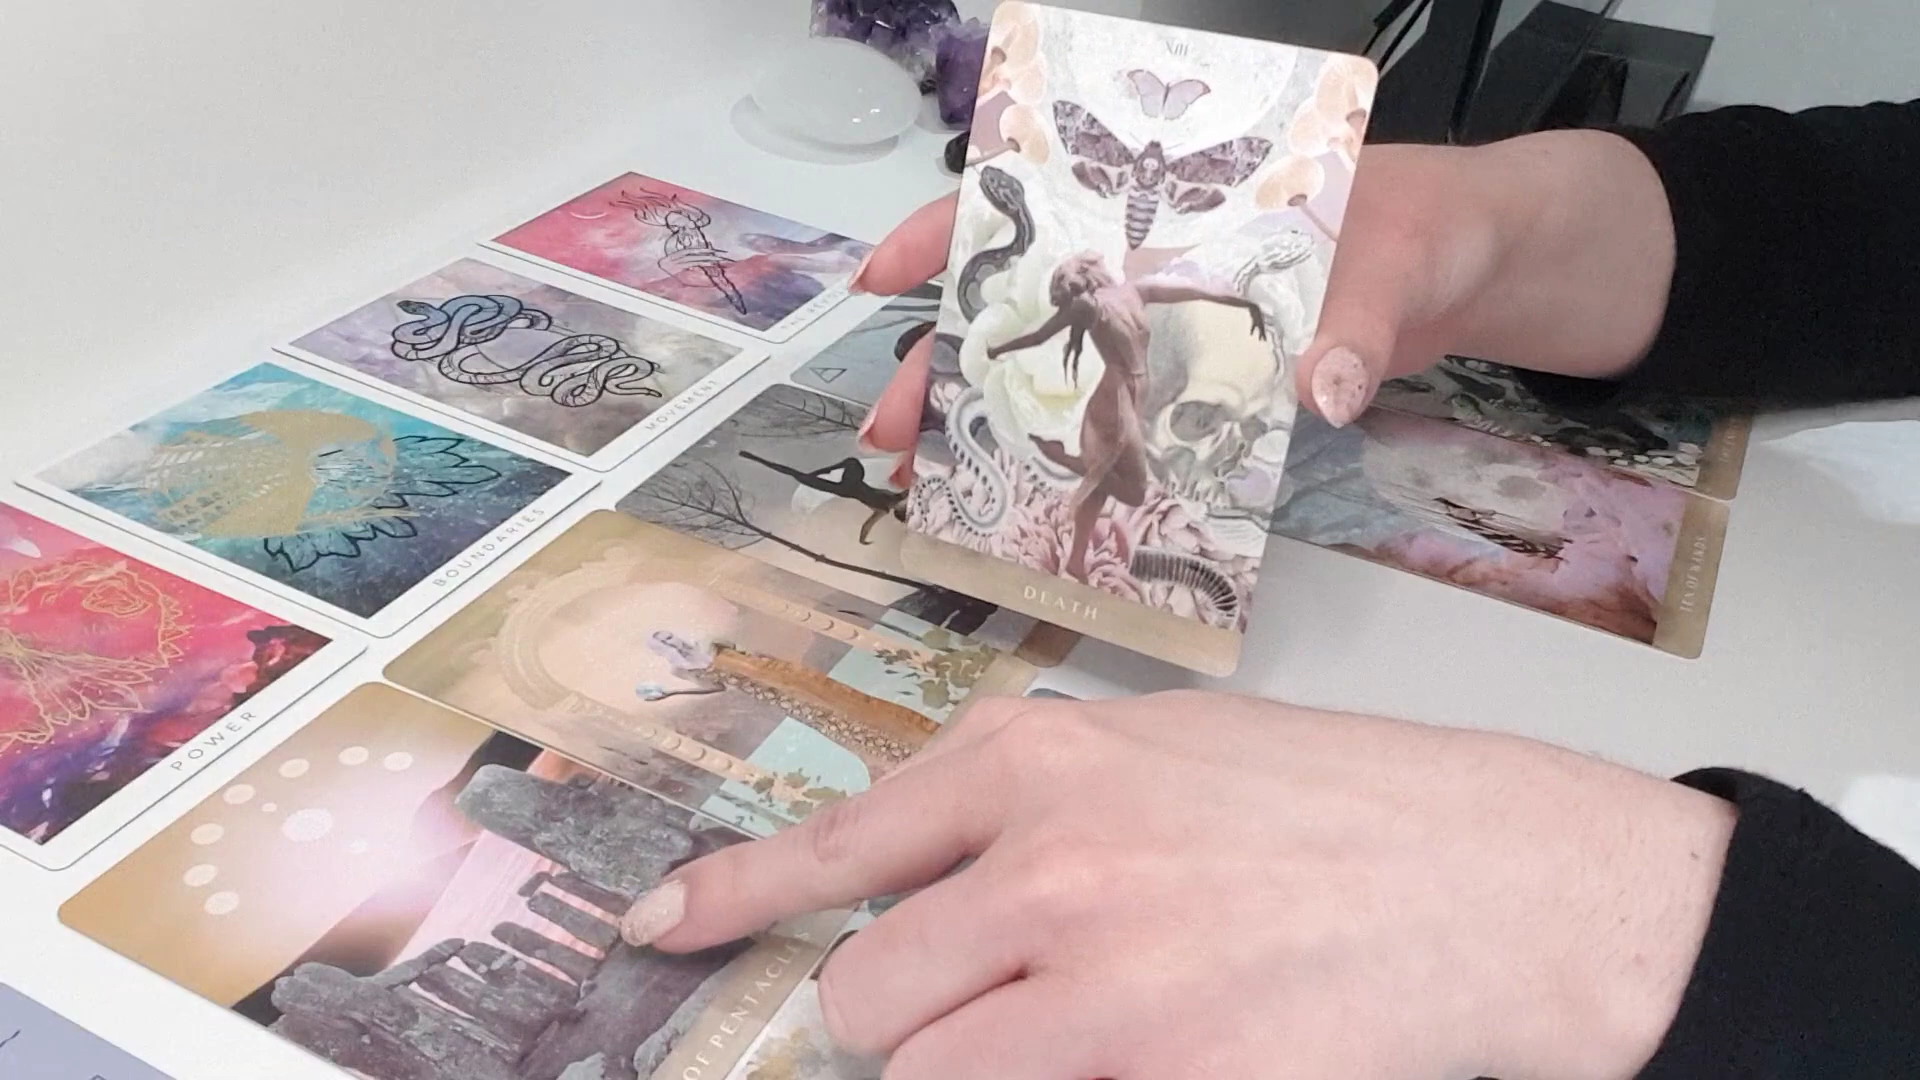 XIII
DEATH
MOVEMENT
BOUNDARIES
POWER
OF PENTACLES
TEN OF WANDS